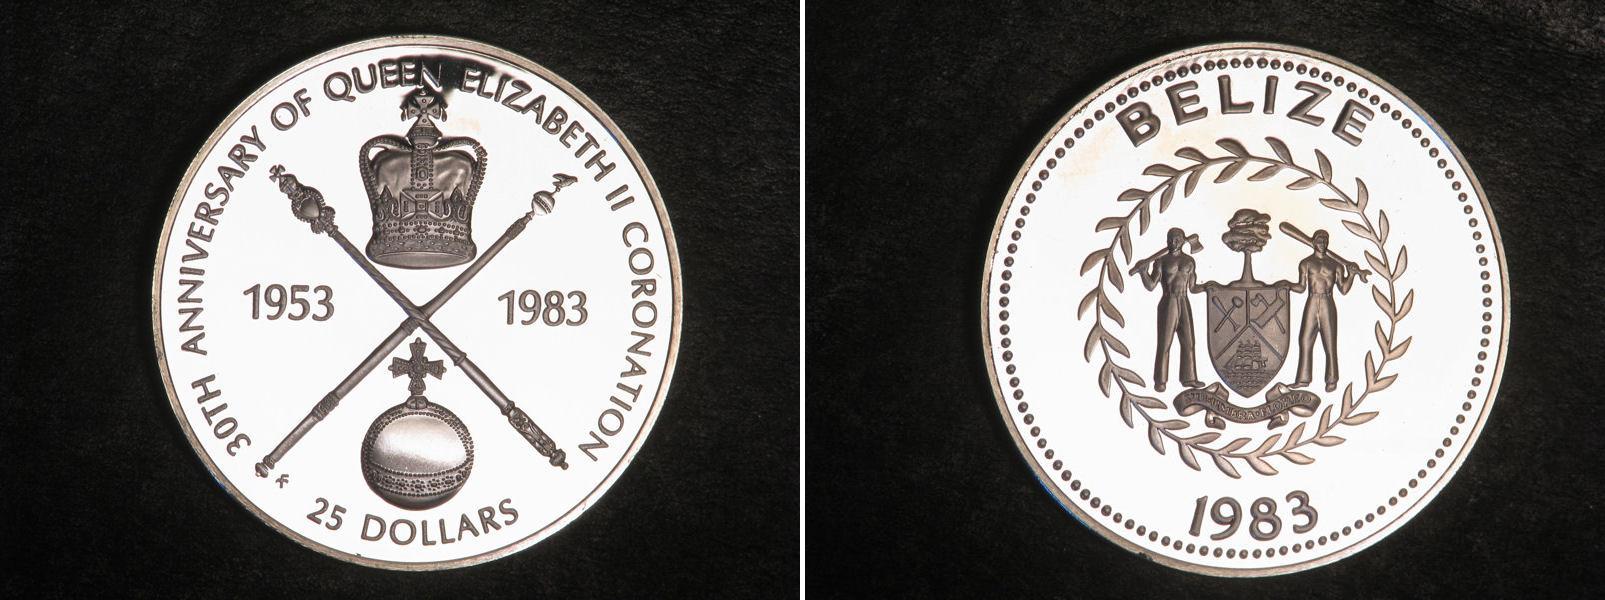 30TH ANNIVERSARY OF QUEEN ELIZABETH II CORONATION
1953
1983
25 DOLLARS
BELIZE
1983